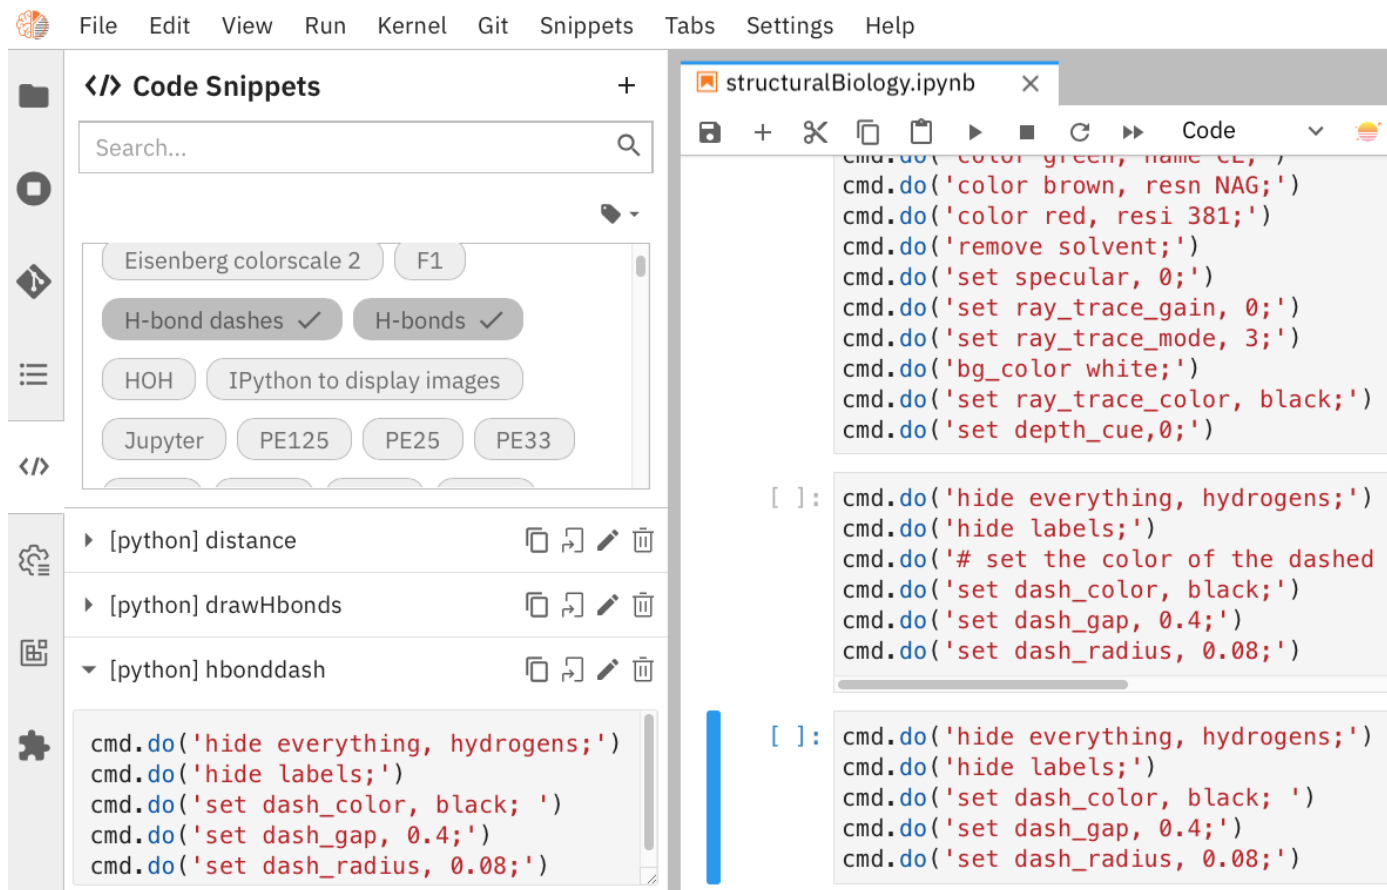 File Edit View Run Kernel Git Snippets Tabs Settings Help
</> Code Snippets +
Search...
Eisenberg colorscale 2 F1
H-bond dashes H-bonds
HOH IPython to display images
Jupyter PE125 PE25 PE33
[python] distance
[python] drawHbonds
[python] hbonddash
cmd.do('hide everything, hydrogens;')
cmd.do('hide labels;')
cmd.do('set dash_color, black; ')
cmd.do('set dash_gap, 0.4;')
cmd.do('set dash_radius, 0.08;')
structuralBiology.ipynb
Code
cmd.do('color green, name CE;')
cmd.do('color brown, resn NAG;')
cmd.do('color red, resi 381;')
cmd.do('remove solvent;')
cmd.do('set specular, 0;')
cmd.do('set ray_trace_gain, 0;')
cmd.do('set ray_trace_mode, 3;')
cmd.do('bg_color white;')
cmd.do('set ray_trace_color, black;')
cmd.do('set depth_cue,0;')
[ ]: cmd.do('hide everything, hydrogens;')
cmd.do('hide labels;')
cmd.do('# set the color of the dashed
cmd.do('set dash_color, black;')
cmd.do('set dash_gap, 0.4;')
cmd.do('set dash_radius, 0.08;')
[ ]: cmd.do('hide everything, hydrogens;')
cmd.do('hide labels;')
cmd.do('set dash_color, black; ')
cmd.do('set dash_gap, 0.4;')
cmd.do('set dash_radius, 0.08;')